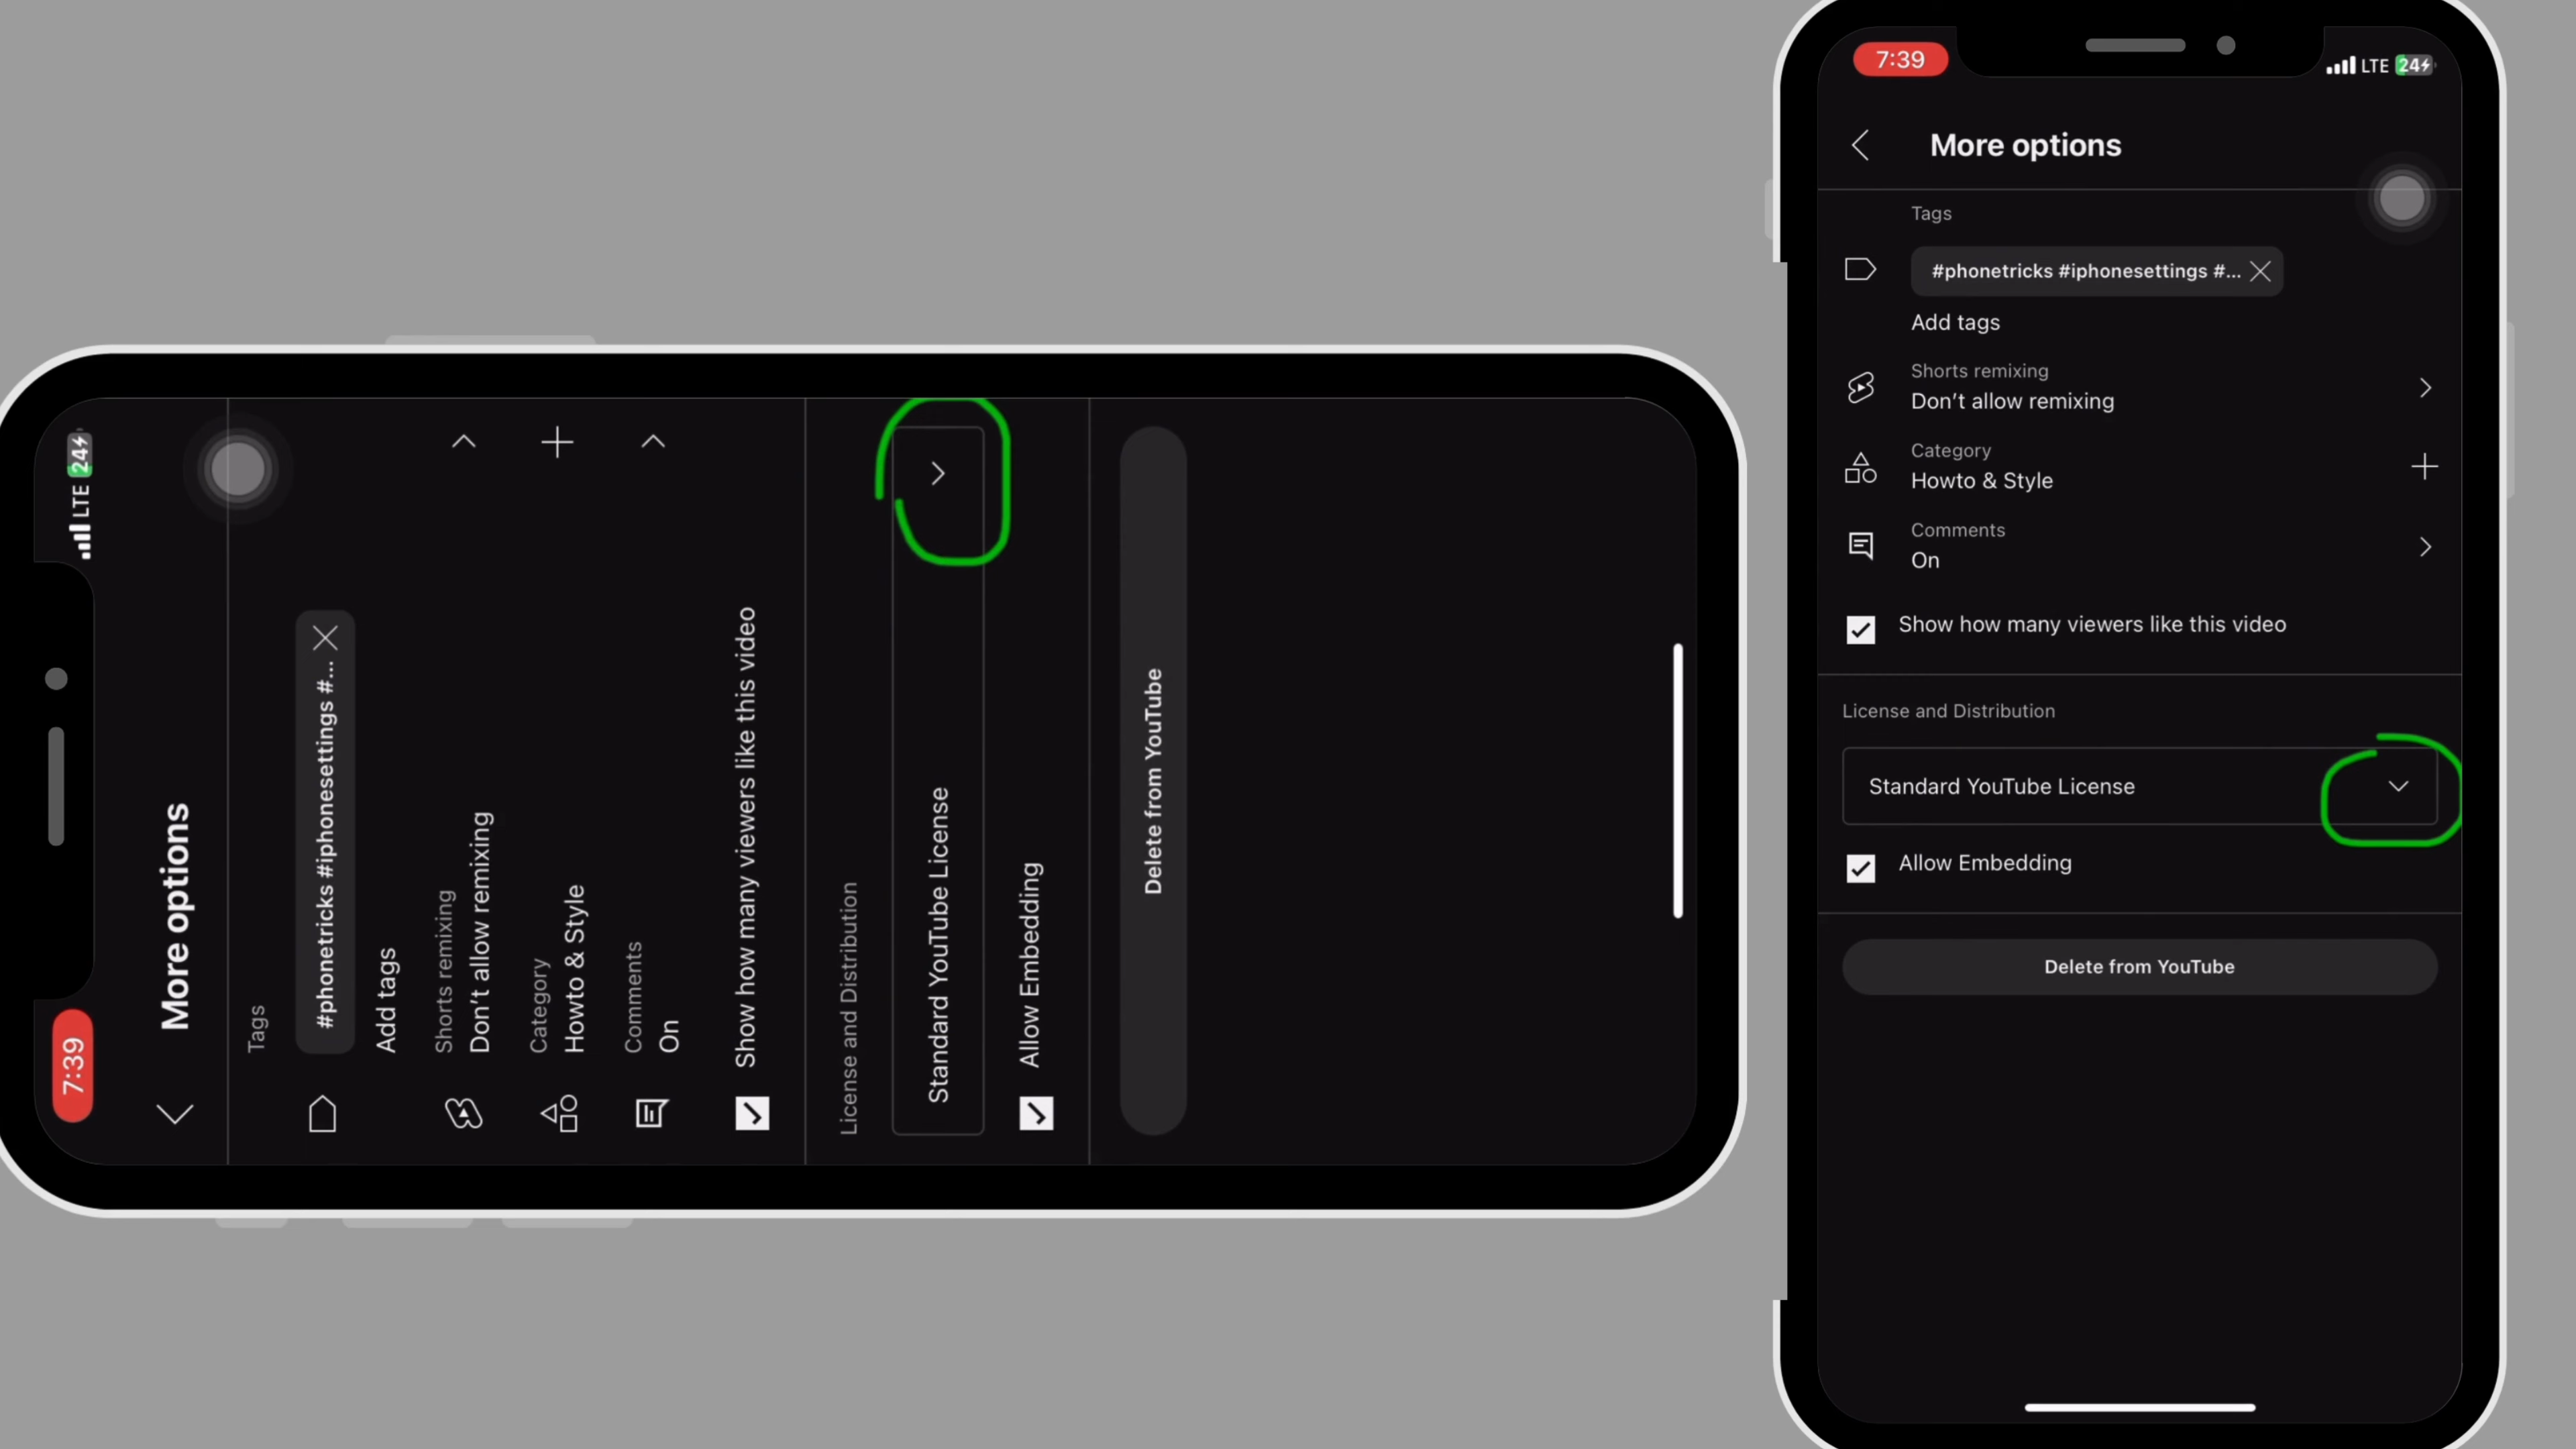 7:39
LTE 24
More options
Tags
#phonetricks #iphonesettings #...
Add tags
Shorts remixing
Don't allow remixing
Category
Howto & Style
Comments
On
Show how many viewers like this video
License and Distribution
Standard YouTube License
Allow Embedding
Delete from YouTube
7:39
LTE 24
More options
Tags
#phonetricks #iphonesettings #...
Add tags
Shorts remixing
Don't allow remixing
Category
Howto & Style
Comments
On
Show how many viewers like this video
License and Distribution
Standard YouTube License
Allow Embedding
Delete from YouTube